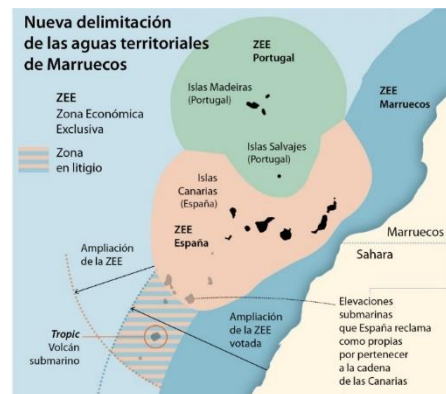 Nueva delimitación
de las aguas territoriales
de Marruecos
ZEE
Zona Económica
Exclusiva
Zona
en litigio
ZEE
Portugal
Islas Madeiras
(Portugal)
ZEE
Marruecos
Islas Salvajes
(Portugal)
Islas
Canarias
(España)
ZEE
España
Marruecos
Sahara
Ampliación
de la ZEE
Ampliación
de la ZEE
votada
Tropic
Volcán
submarino
Elevaciones
submarinas
que España reclama
como propias
por pertenecer
a la cadena
de las Canarias